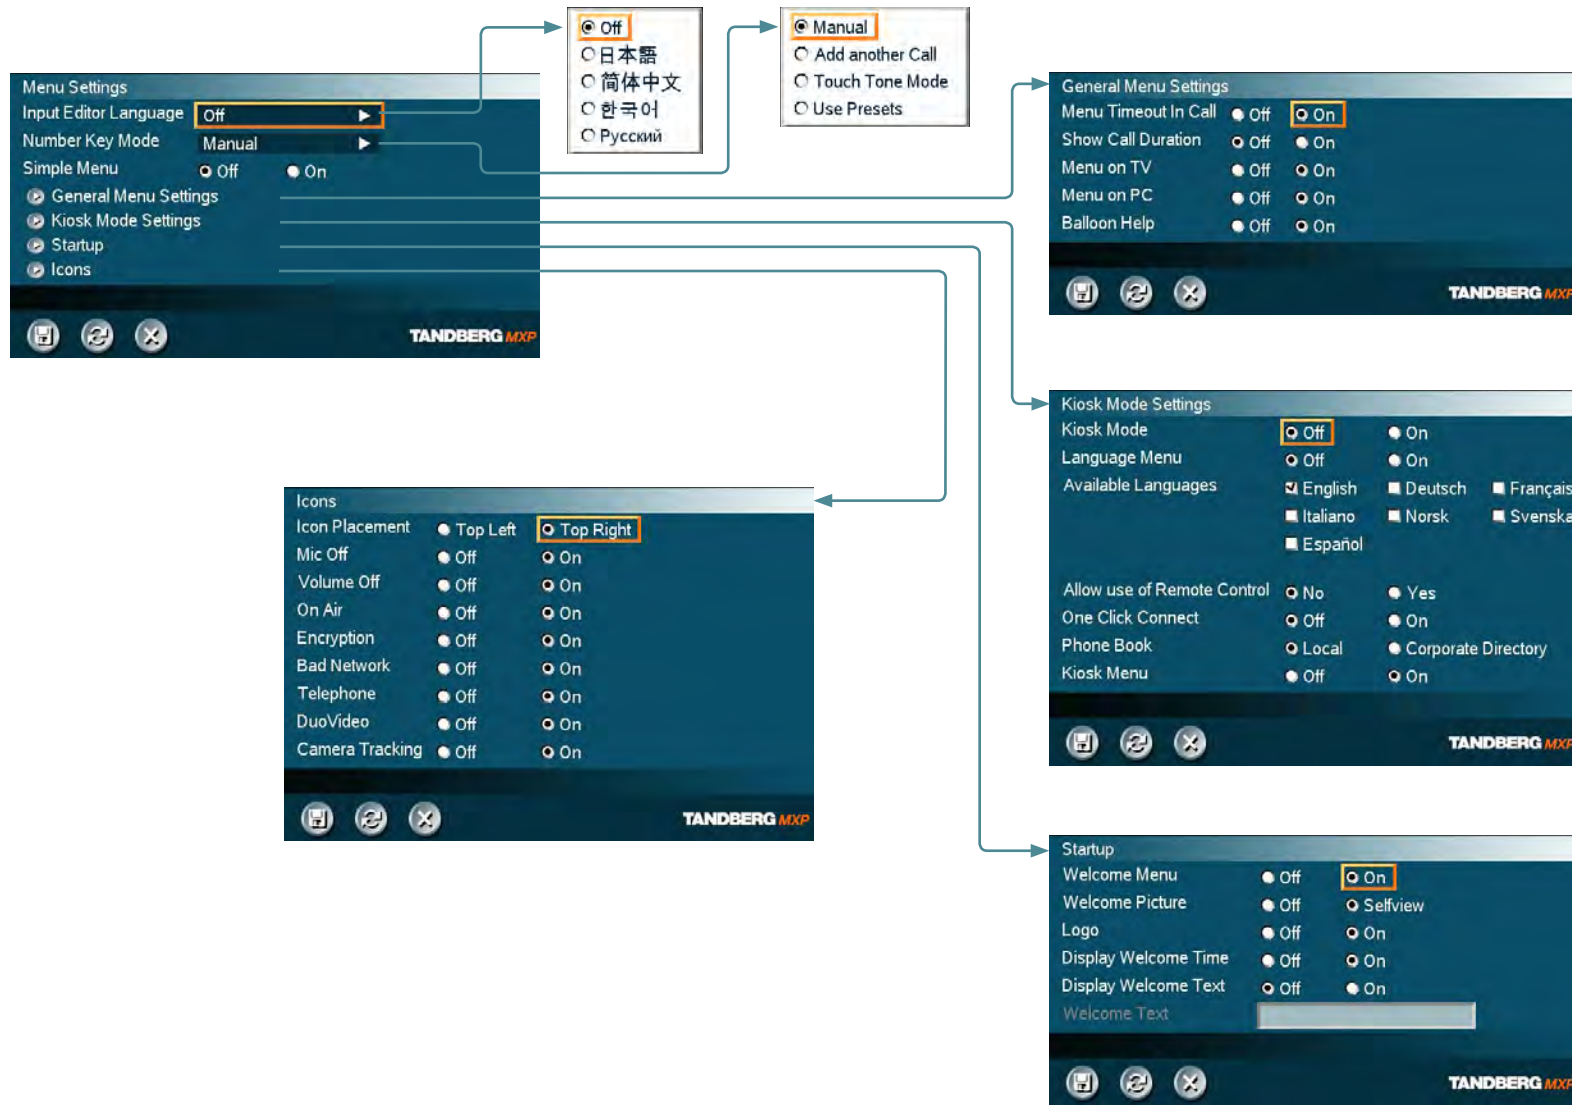 Menu Settings
Input Editor Language Off
Number Key Mode Manual
Simple Menu Off On
General Menu Settings
Kiosk Mode Settings
Startup
Icons
TANDBERG MXP
Off
日本語
简体中文
한국어
Русский
Manual
Add another Call
Touch Tone Mode
Use Presets
General Menu Settings
Menu Timeout In Call Off On
Show Call Duration Off On
Menu on TV Off On
Menu on PC Off On
Balloon Help Off On
TANDBERG MXP
Kiosk Mode Settings
Kiosk Mode Off On
Language Menu Off On
Available Languages English Deutsch Français
Italiano Norsk Svenska
Español
Allow use of Remote Control No Yes
One Click Connect Off On
Phone Book Local Corporate Directory
Kiosk Menu Off On
TANDBERG MXP
Icons
Icon Placement Top Left Top Right
Mic Off Off On
Volume Off Off On
On Air Off On
Encryption Off On
Bad Network Off On
Telephone Off On
DuoVideo Off On
Camera Tracking Off On
TANDBERG MXP
Startup
Welcome Menu Off On
Welcome Picture Off Selfview
Logo Off On
Display Welcome Time Off On
Display Welcome Text Off On
Welcome Text
TANDBERG MXP